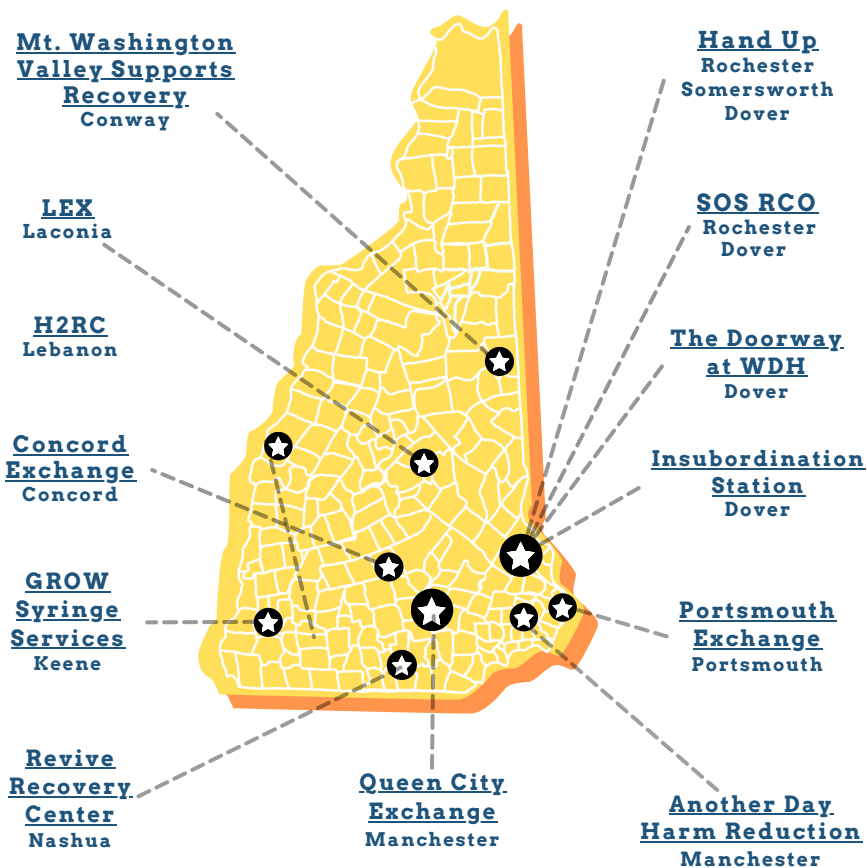 Mt. Washington
Valley Supports
Recovery
Conway
LEX
Laconia
H2RC
Lebanon
Concord
Exchange
Concord
GROW
Syringe
Services
Keene
Revive
Recovery
Center
Nashua
Queen City
Exchange
Manchester
Hand Up
Rochester
Somersworth
Dover
SOS RCO
Rochester
Dover
The Doorway
at WDH
Dover
Insubordination
Station
Dover
Portsmouth
Exchange
Portsmouth
Another Day
Harm Reduction
Manchester